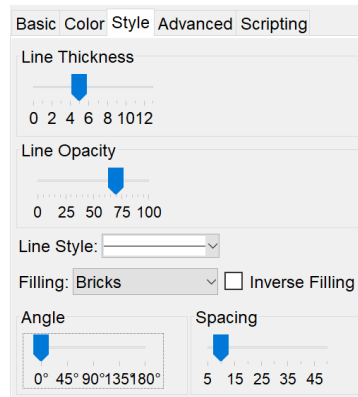 Basic Color Style Advanced Scripting
Line Thickness
0 2 4 6 8 10 12
Line Opacity
0 25 50 75 100
Line Style:
Filling: Bricks Inverse Filling
Angle Spacing
0° 45° 90° 135° 180° 5 15 25 35 45